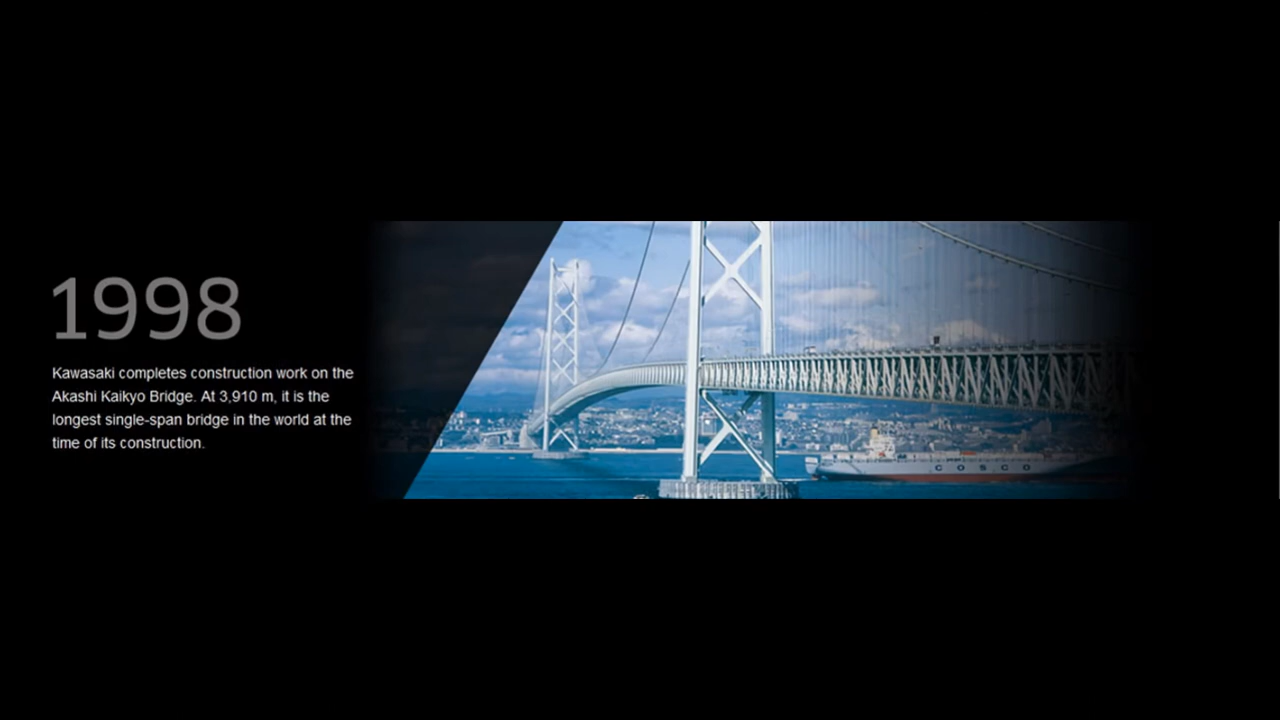 1998
Kawasaki completes construction work on the
Akashi Kaikyo Bridge. At 3,910 m, it is the
longest single-span bridge in the world at the
time of its construction.
COSCO